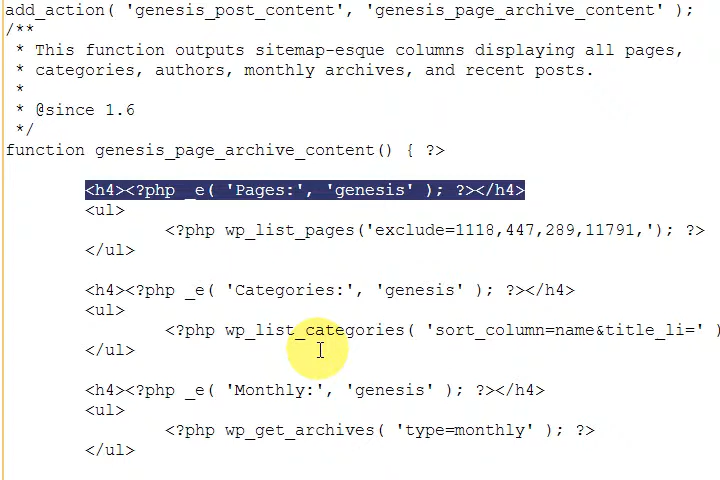 add_action( 'genesis_post_content', 'genesis_page_archive_content' );
/**
* This function outputs sitemap-esque columns displaying all pages,
* categories, authors, monthly archives, and recent posts.
*
* @since 1.6
*/
function genesis_page_archive_content() { ?>
<h4><?php _e( 'Pages:', 'genesis' ); ?></h4>
<ul>
<?php wp_list_pages('exclude=1118,447,289,11791,'); ?>
</ul>
<h4><?php _e( 'Categories:', 'genesis' ); ?></h4>
<ul>
<?php wp_list_categories( 'sort_column=name&title_li=' )
</ul>
<h4><?php _e( 'Monthly:', 'genesis' ); ?></h4>
<ul>
<?php wp_get_archives( 'type=monthly' ); ?>
</ul>